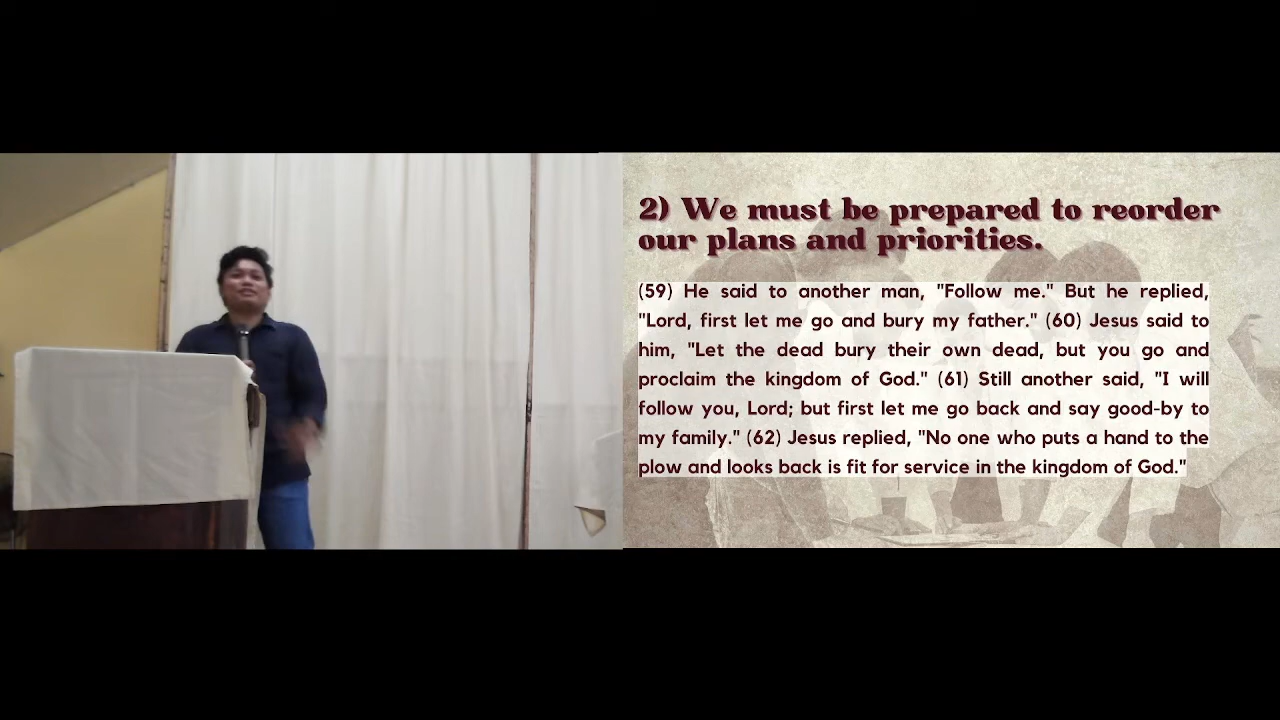 2) We must be prepared to reorder
our plans and priorities.
(59) He said to another man, "Follow me." But he replied,
"Lord, first let me go and bury my father." (60) Jesus said to
him, "Let the dead bury their own dead, but you go and
proclaim the kingdom of God." (61) Still another said, "I will
follow you, Lord; but first let me go back and say good-by to
my family." (62) Jesus replied, "No one who puts a hand to the
plow and looks back is fit for service in the kingdom of God."